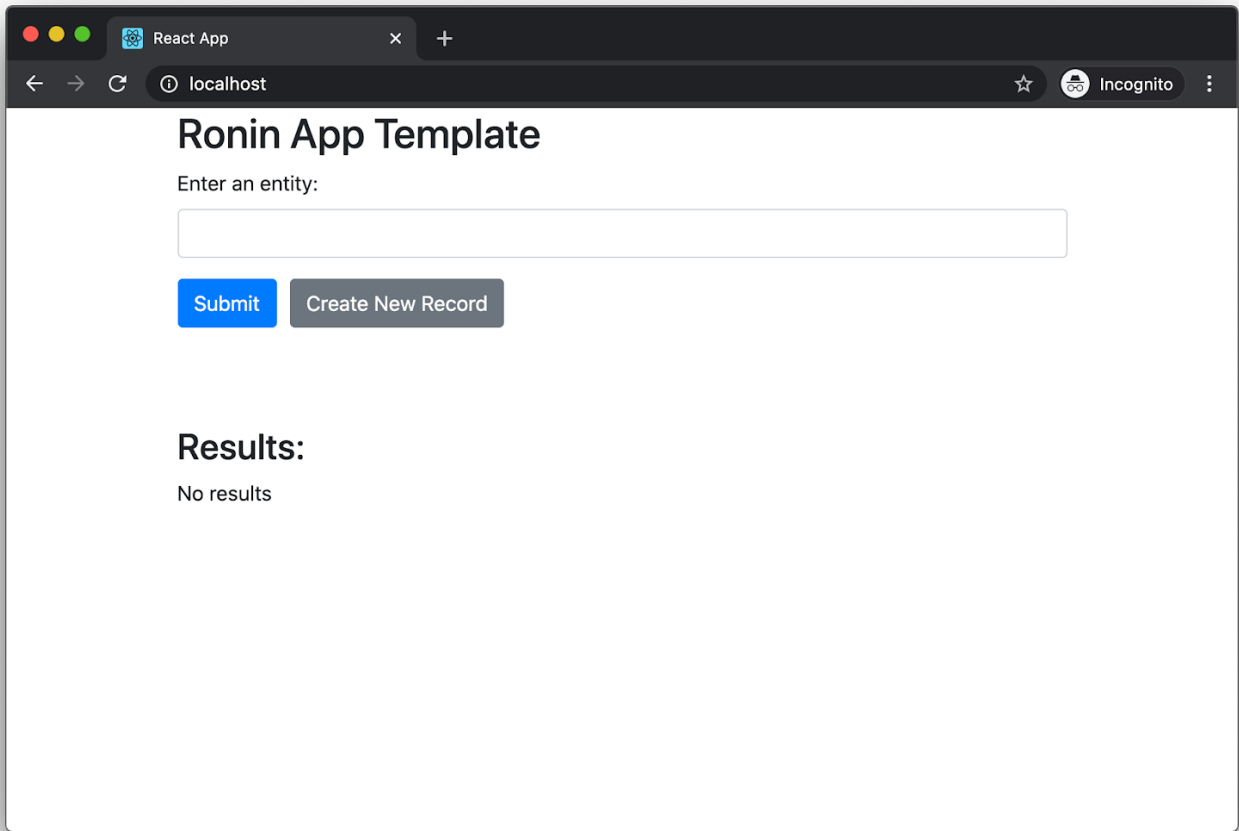 React App
localhost
Incognito
Ronin App Template
Enter an entity:
Submit
Create New Record
Results:
No results